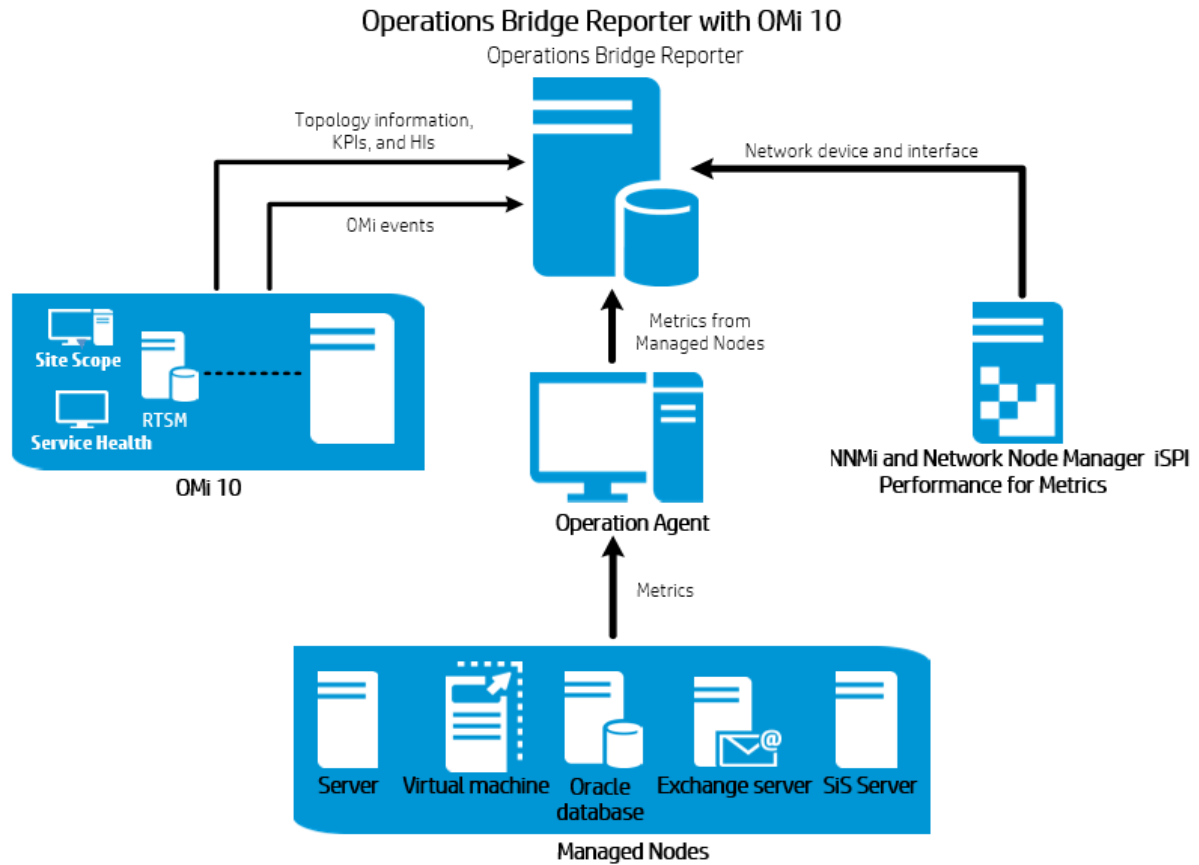 Operations Bridge Reporter with OMi 10
Operations Bridge Reporter
Topology information,
KPIs, and HIs
Network device and interface
OMi events
Metrics from
Managed Nodes
Site Scope
RTSM
Service Health
OMi 10
NNMi and Network Node Manager iSPI
Performance for Metrics
Operation Agent
Metrics
@
Server
Virtual machine
Oracle
database
Exchange server
SiS Server
Managed Nodes